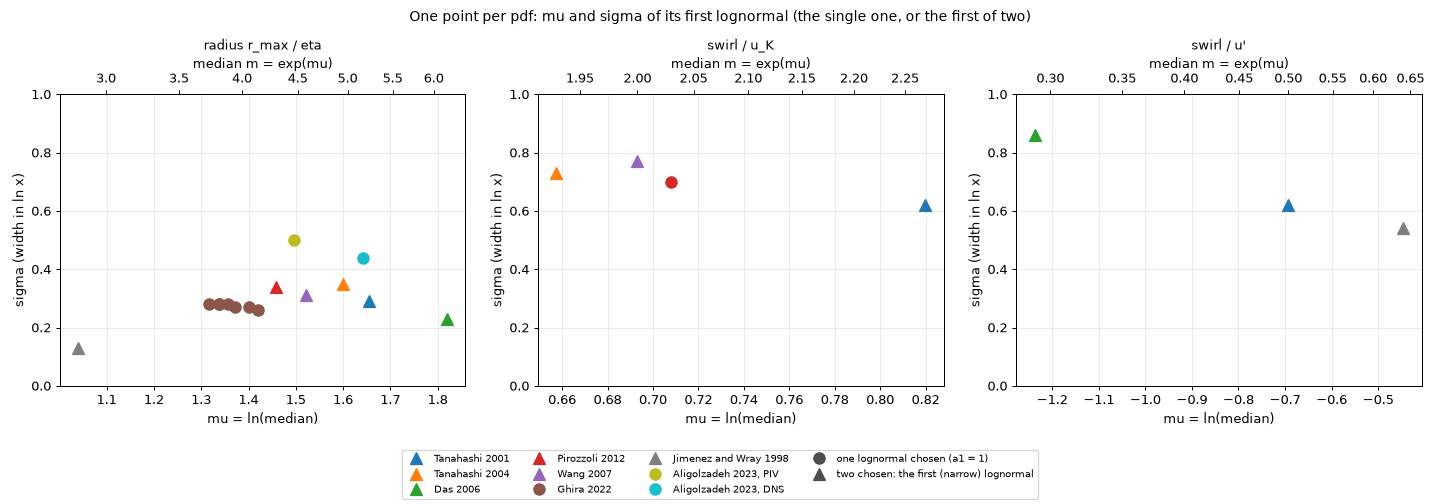 One point per pdf: mu and sigma of its first lognormal (the single one, or the first of two)
radius r_max / eta
median m = exp(mu)
3.0 3.5 4.0 4.5 5.0 5.5 6.0
1.0
0.8
0.6
0.4
0.2
0.0
sigma (width in ln x)
1.1 1.2 1.3 1.4 1.5 1.6 1.7 1.8
mu = ln(median)
swirl / u_K
median m = exp(mu)
1.95 2.00 2.05 2.10 2.15 2.20 2.25
1.0
0.8
0.6
0.4
0.2
0.0
sigma (width in ln x)
0.66 0.68 0.70 0.72 0.74 0.76 0.78 0.80 0.82
mu = ln(median)
swirl / u'
median m = exp(mu)
0.30 0.35 0.40 0.45 0.50 0.55 0.60 0.65
1.0
0.8
0.6
0.4
0.2
0.0
sigma (width in ln x)
−1.2 −1.1 −1.0 −0.9 −0.8 −0.7 −0.6 −0.5
mu = ln(median)
Tanahashi 2001
Tanahashi 2004
Das 2006
Pirozzoli 2012
Wang 2007
Ghira 2022
Jimenez and Wray 1998
Aligolzadeh 2023, PIV
Aligolzadeh 2023, DNS
one lognormal chosen (a1 = 1)
two chosen: the first (narrow) lognormal